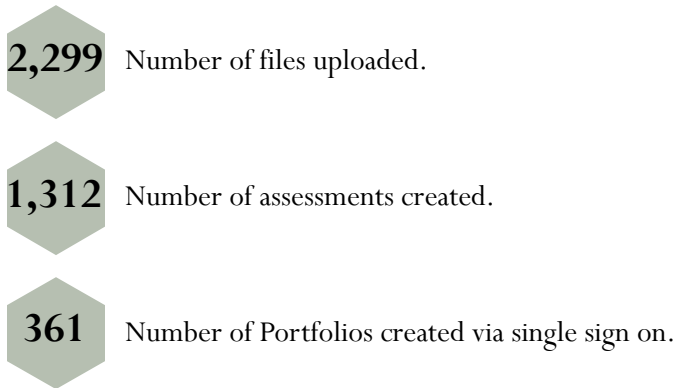 2,299 Number of files uploaded.
1,312 Number of assessments created.
361 Number of Portfolios created via single sign on.